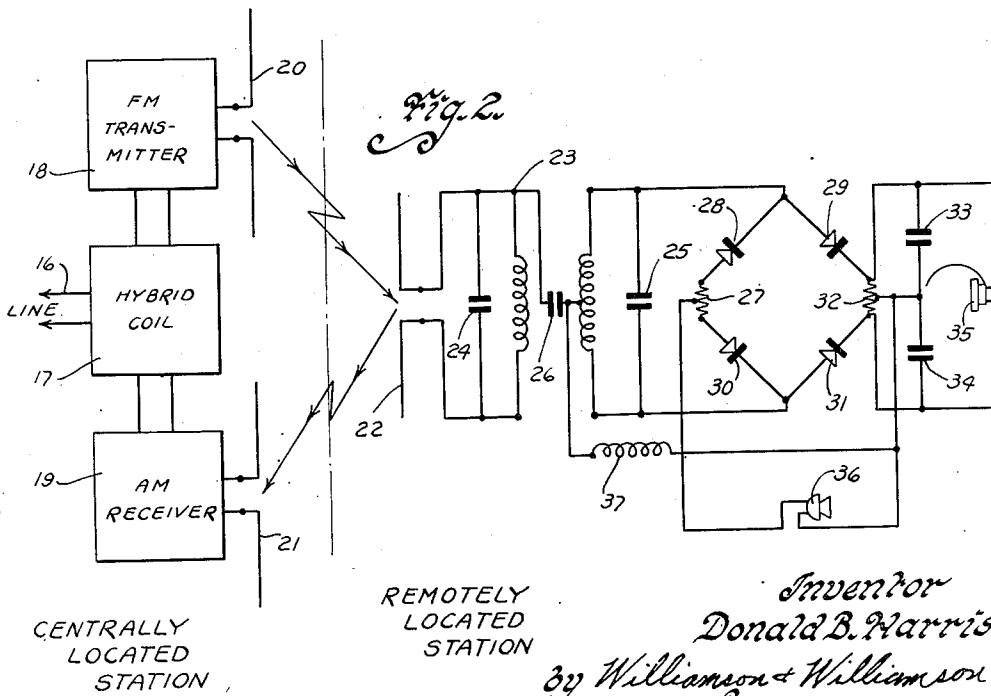 20
Fig. 2.
FM
TRANS-
MITTER
18
23
29
28
33
16
LINE
HYBRID
COIL
25
27
32
35
24
26
17
30
31
34
22
19
AM
RECEIVER
37
36
21
CENTRALLY
LOCATED
STATION
REMOTELY
LOCATED
STATION
Inventor
Donald B. Harris
by Williamson & Williamson